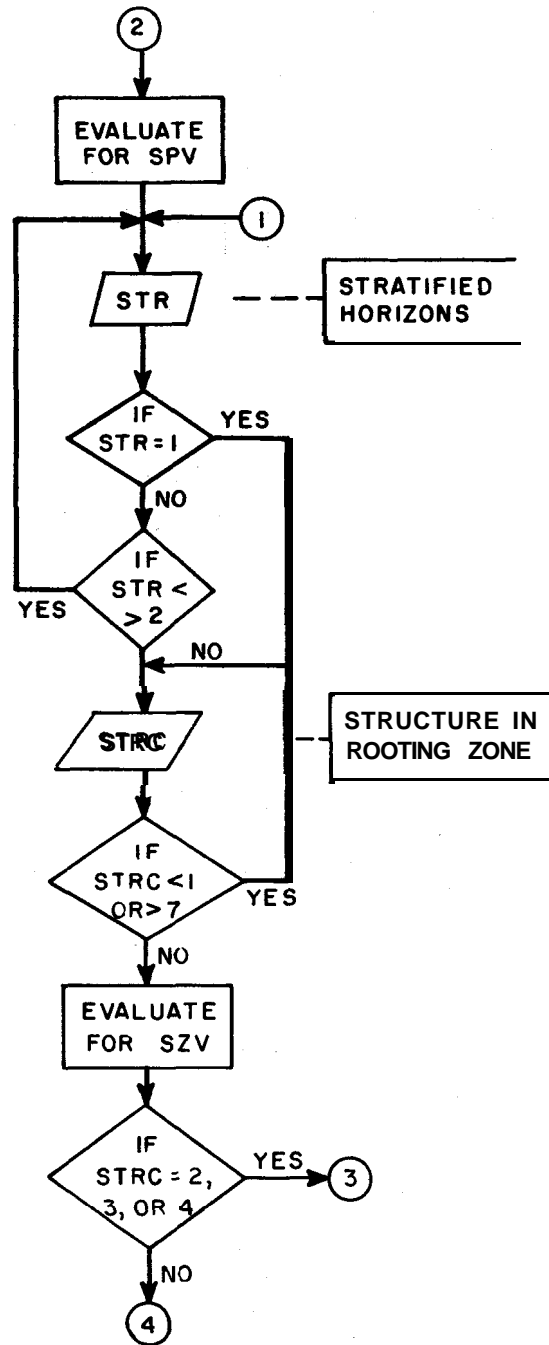 2
EVALUATE
FOR SPV
1
STR
STRATIFIED
HORIZONS
IF
STR=1
YES
NO
IF
STR<
>2
YES
NO
STRC
STRUCTURE IN
ROOTING ZONE
IF
STRC<1
OR>7
YES
NO
EVALUATE
FOR SZV
IF
STRC=2,
3, OR 4
YES
3
NO
4